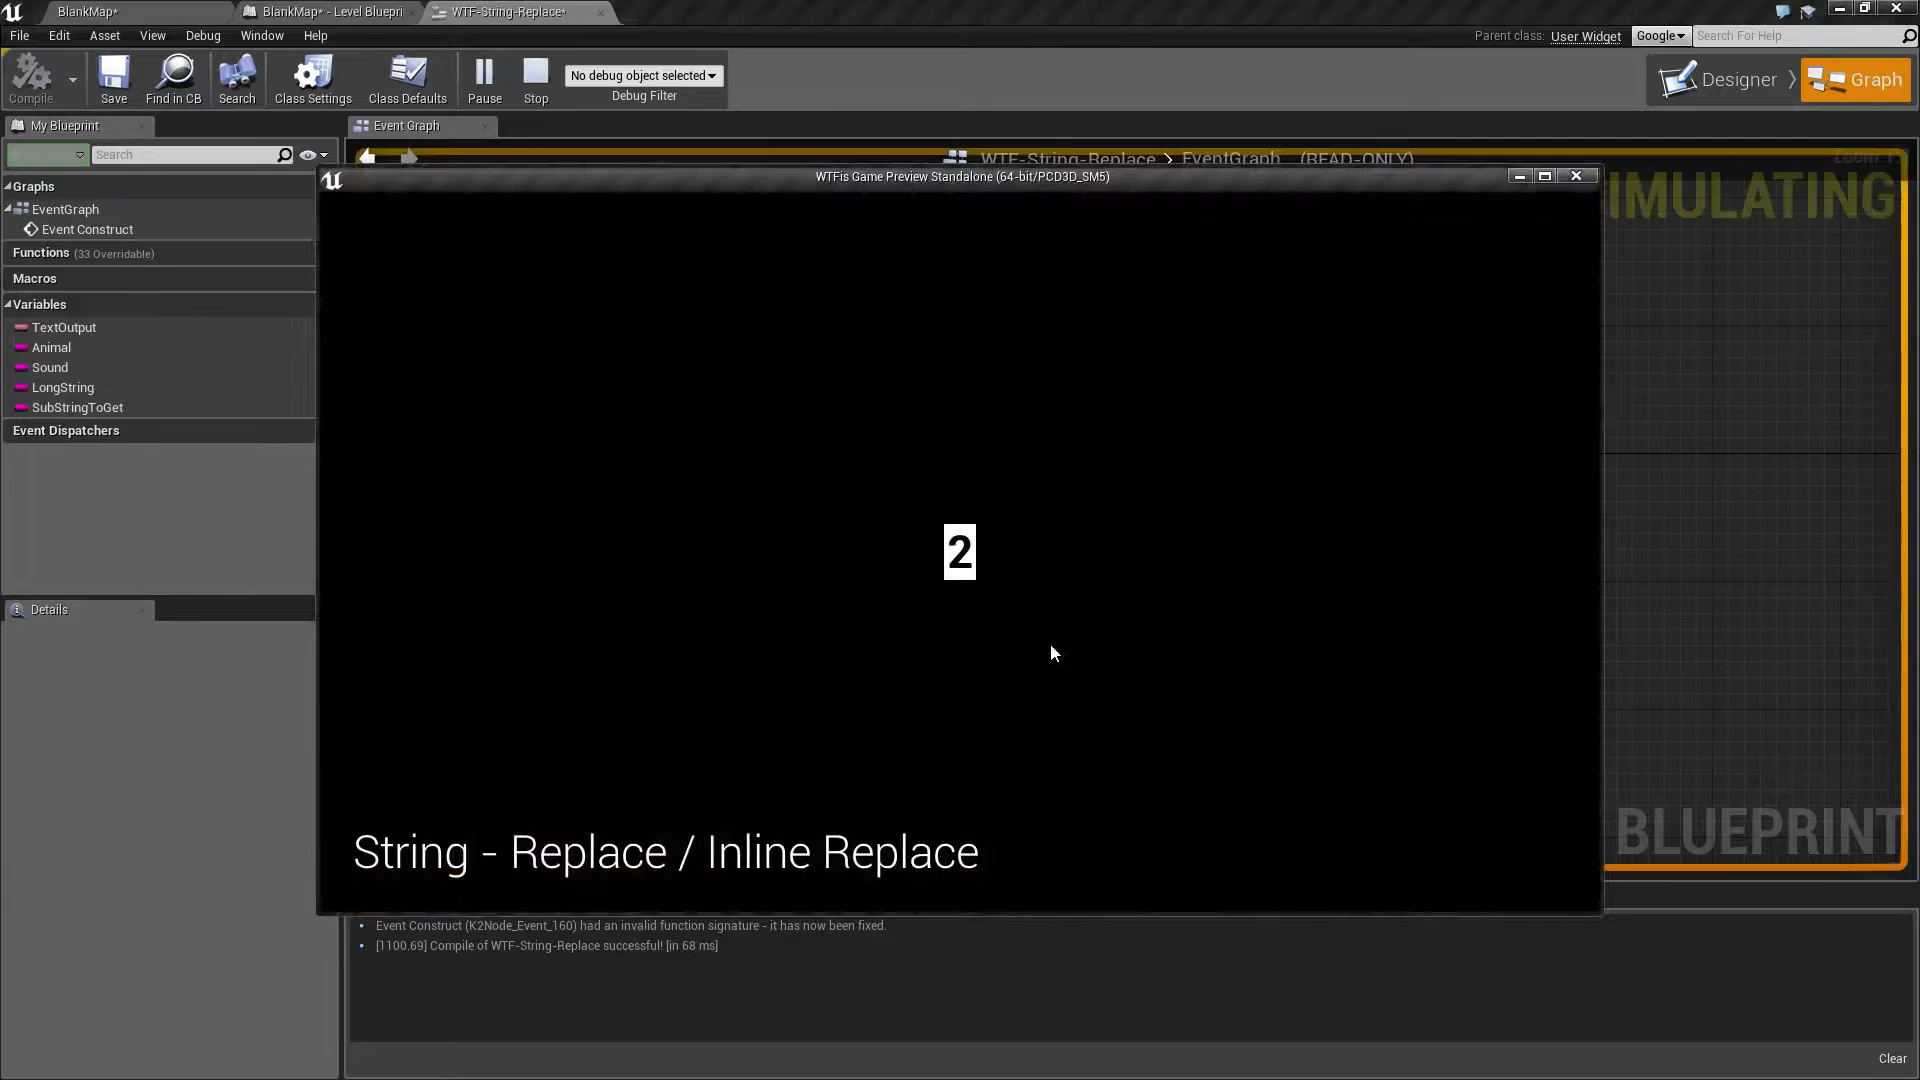 BlankMap*
BlankMap* - Level Bluepri
WTF-String-Replace*
File Edit Asset View Debug Window Help
Parent class: User Widget Google Search For Help
Compile Save Find in CB Search Class Settings Class Defaults Pause Stop
No debug object selected
Debug Filter
Designer Graph
My Blueprint
Event Graph
Search
WTF-String-Replace > EventGraph (READ-ONLY)
Zoom 1:
IMULATING
Graphs
EventGraph
Event Construct
Functions (33 Overridable)
Macros
Variables
TextOutput
Animal
Sound
LongString
SubStringToGet
Event Dispatchers
Details
WTFis Game Preview Standalone (64-bit/PCD3D_SM5)
2
String - Replace / Inline Replace
BLUEPRINT
Event Construct (K2Node_Event_160) had an invalid function signature - it has now been fixed.
[1100.69] Compile of WTF-String-Replace successful! [in 68 ms]
Clear